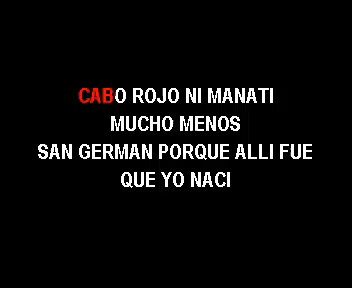 CABO ROJO NI MANATI
MUCHO MENOS
SAN GERMAN PORQUE ALLI FUE
QUE YO NACI